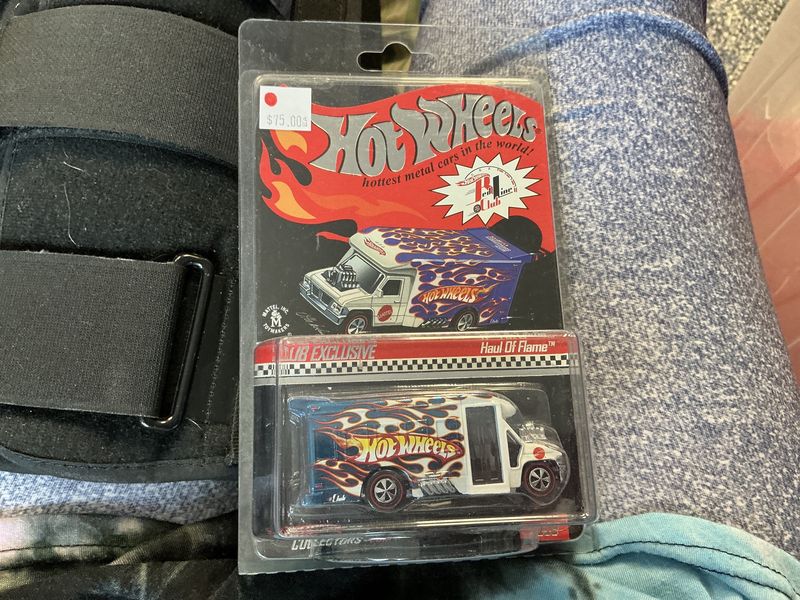 $75.00
HOT WHEELS
hottest metal cars in the world!
Red Line
Club
HOT WHEELS
MATTEL, INC.
TOYMAKERS
EXCLUSIVE
Haul Of Flame™
HOT WHEELS
Club
COLLECTORS